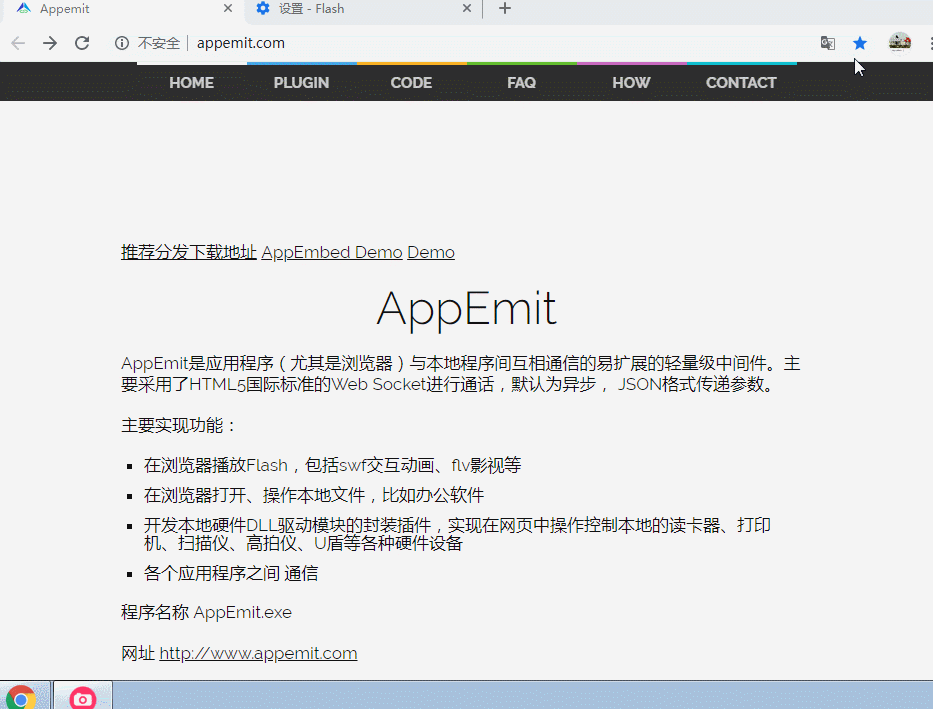 Appemit
设置 - Flash
不安全 appemit.com
HOME PLUGIN CODE FAQ HOW CONTACT
推荐分发下载地址 AppEmbed Demo Demo
AppEmit
AppEmit是应用程序（尤其是浏览器）与本地程序间互相通信的易扩展的轻量级中间件。主
要采用了HTML5国际标准的Web Socket进行通话，默认为异步， JSON格式传递参数。
主要实现功能：
在浏览器播放Flash，包括swf交互动画、flv影视等
在浏览器打开、操作本地文件，比如办公软件
开发本地硬件DLL驱动模块的封装插件，实现在网页中操作控制本地的读卡器、打印
机、扫描仪、高拍仪、U盾等各种硬件设备
各个应用程序之间 通信
程序名称 AppEmit.exe
网址 http://www.appemit.com